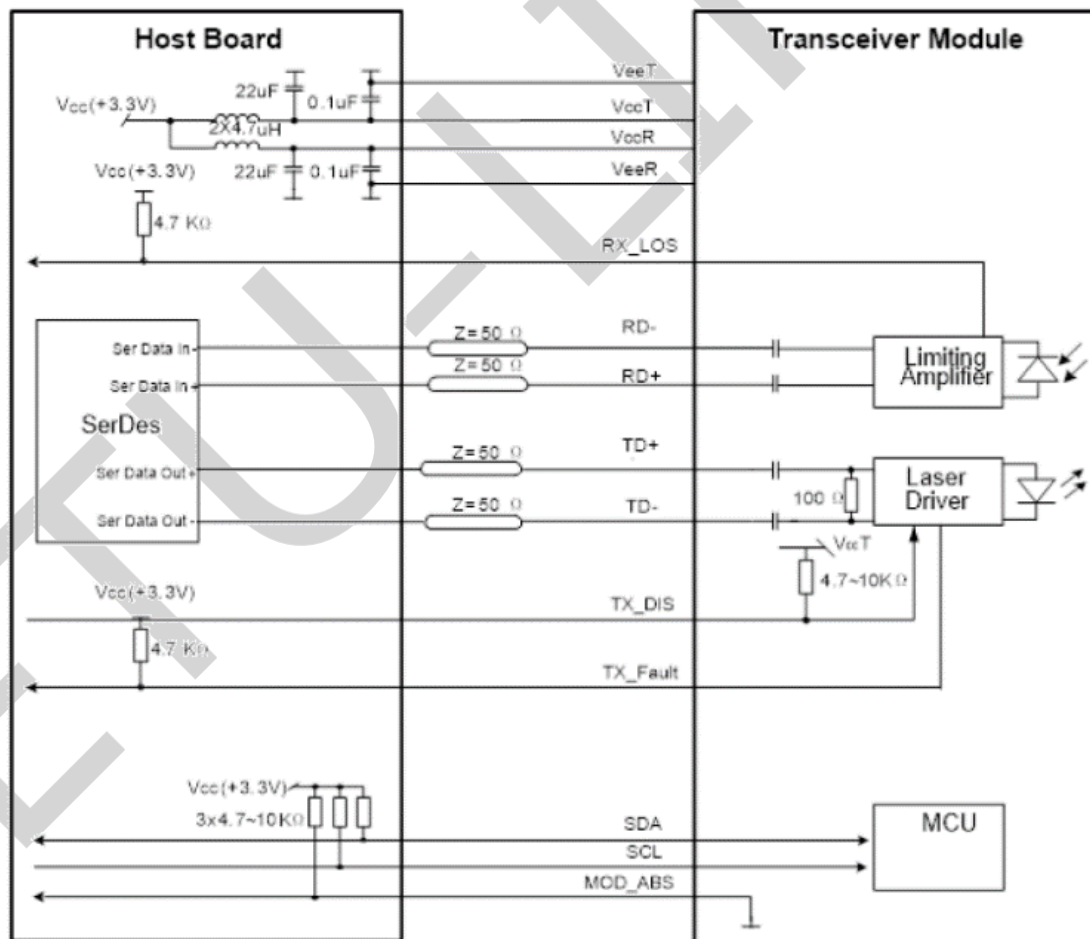 Host Board
Transceiver Module
VeeT
22uF
0.1uF
Vcc(+3.3V)
VccT
2X4.7uH
VccR
Vcc(+3.3V)
22uF
0.1uF
VeeR
4.7 KΩ
RX_LOS
Z=50 Ω
RD-
Ser Data In-
Z=50 Ω
Limiting
Amplifier
Ser Data In+
RD+
SerDes
Z=50 Ω
TD+
Ser Data Out+
Laser
Driver
Z=50 Ω
TD-
100 Ω
Ser Data Out-
VccT
4.7~10KΩ
Vcc(+3.3V)
TX_DIS
4.7 KΩ
TX_Fault
Vcc(+3.3V)
3x4.7~10KΩ
SDA
MCU
SCL
MOD_ABS
ETU-LI